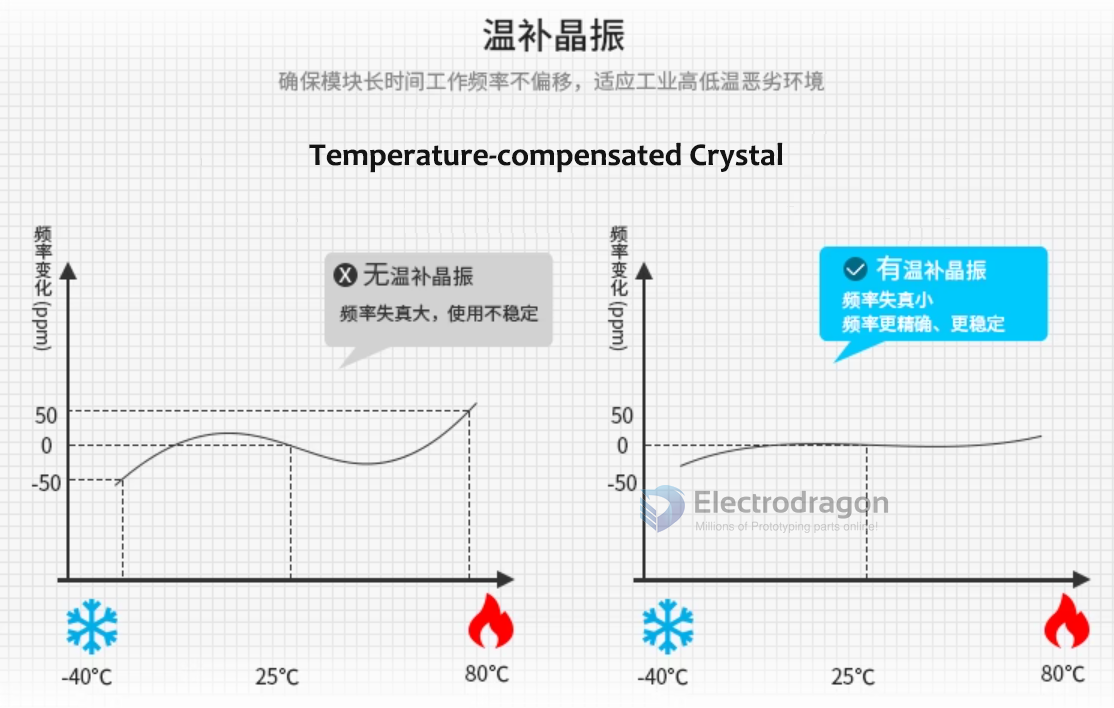 温补晶振
确保模块长时间工作频率不偏移，适应工业高低温恶劣环境
Temperature-compensated Crystal
频率变化(ppm)
X 无温补晶振
频率失真大，使用不稳定
50
0
-50
-40°C
25°C
80°C
频率变化(ppm)
有温补晶振
频率失真小
频率更精确、更稳定
50
0
-50
Electrodragon
Millions of Prototyping parts online!
-40°C
25°C
80°C